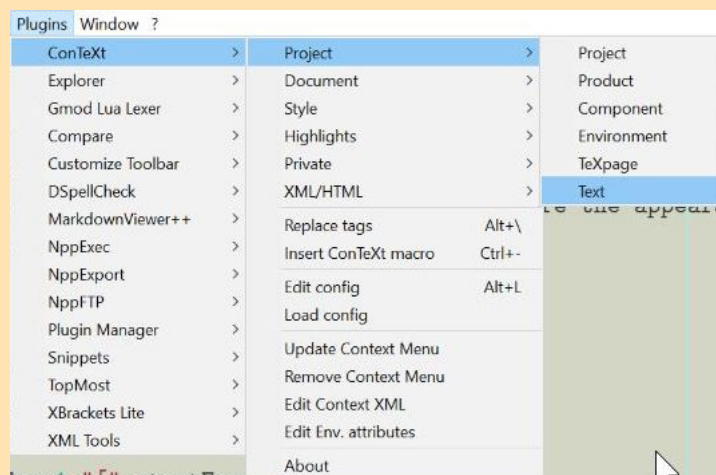 Plugins Window ?
ConTeXt >
Explorer >
Gmod Lua Lexer >
Compare >
Customize Toolbar >
DSpellCheck >
MarkdownViewer++ >
NppExec >
NppExport >
NppFTP >
Plugin Manager >
Snippets >
TopMost >
XBrackets Lite >
XML Tools >
Project >
Document >
Style >
Highlights >
Private >
XML/HTML >
Replace tags Alt+\
Insert ConTeXt macro Ctrl+-
Edit config Alt+L
Load config
Update Context Menu
Remove Context Menu
Edit Context XML
Edit Env. attributes
About
Project
Product
Component
Environment
TeXpage
Text
the appear